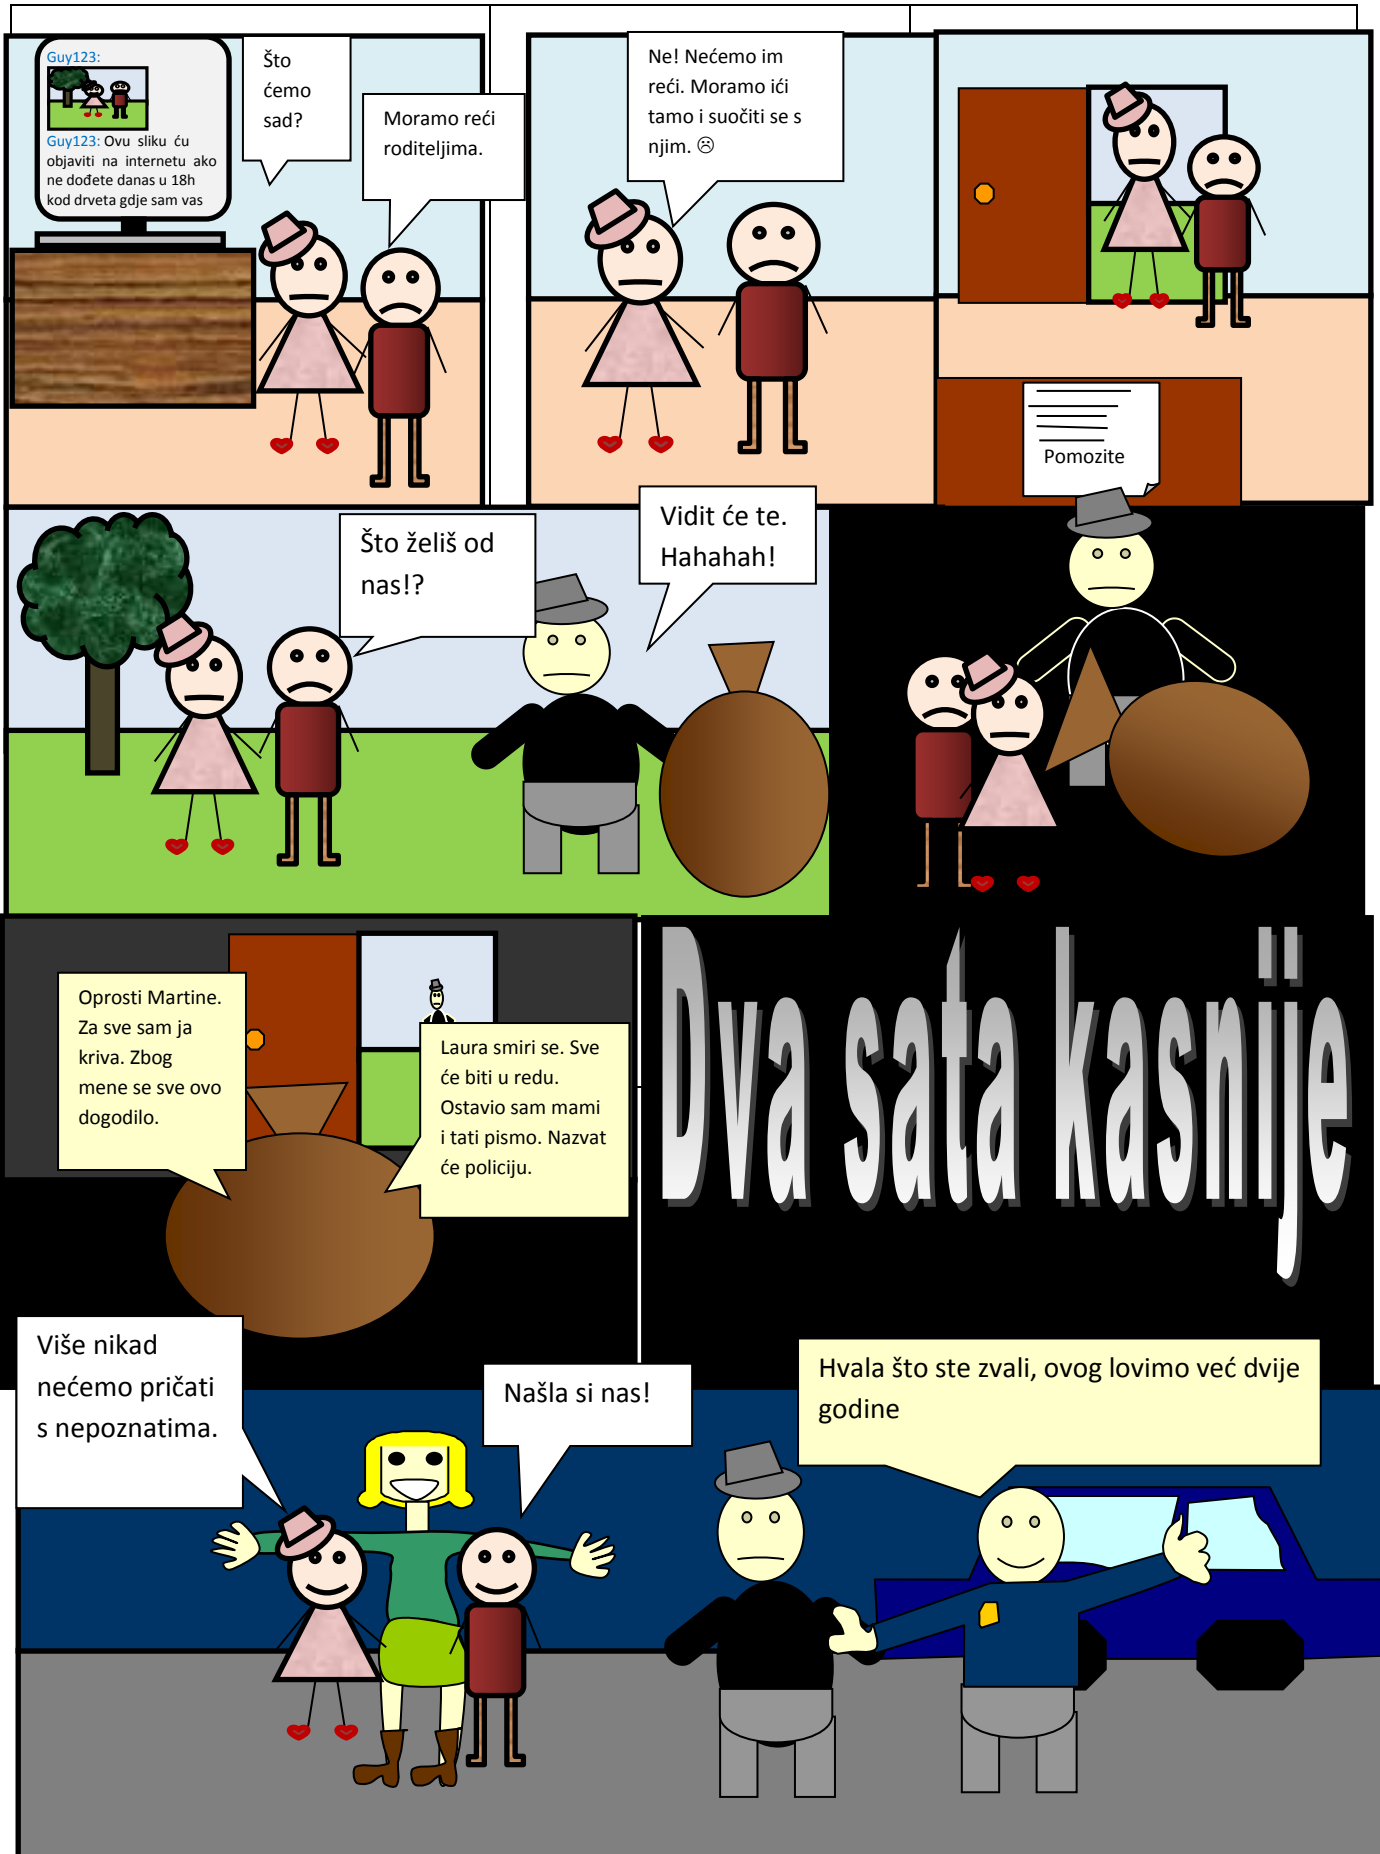 Guy123:
Guy123: Ovu sliku ću
objaviti na internetu ako
ne dođete danas u 18h
kod drveta gdje sam vas
Što
ćemo
sad?
Moramo reći
roditeljima.
Ne! Nećemo im
reći. Moramo ići
tamo i suočiti se s
njim. ☹
Pomozite
Što želiš od
nas!?
Vidit će te.
Hahahah!
Oprosti Martine.
Za sve sam ja
kriva. Zbog
mene se sve ovo
dogodilo.
Laura smiri se. Sve
će biti u redu.
Ostavio sam mami
i tati pismo. Nazvat
će policiju.
Dva sata kasnije
Više nikad
nećemo pričati
s nepoznatima.
Našla si nas!
Hvala što ste zvali, ovog lovimo već dvije
godine